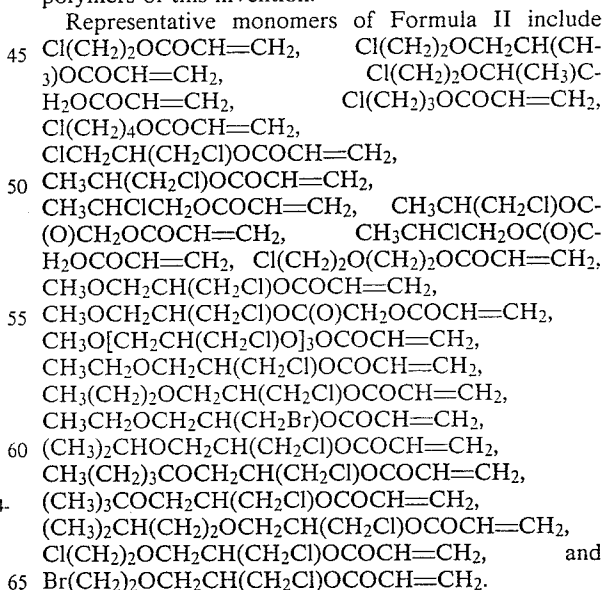 polymers of this invention.
Representative monomers of Formula II include
45 Cl(CH₂)₂OCOCH=CH₂, Cl(CH₂)₂OCH₂CH(CH-
₃)OCOCH=CH₂, Cl(CH₂)₂OCH(CH₃)C-
H₂OCOCH=CH₂, Cl(CH₂)₃OCOCH=CH₂,
Cl(CH₂)₄OCOCH=CH₂,
ClCH₂CH(CH₂Cl)OCOCH=CH₂,
50 CH₃CH(CH₂Cl)OCOCH=CH₂,
CH₃CHClCH₂OCOCH=CH₂, CH₃CH(CH₂Cl)OC-
(O)CH₂OCOCH=CH₂, CH₃CHClCH₂OC(O)C-
H₂OCOCH=CH₂, Cl(CH₂)₂O(CH₂)₂OCOCH=CH₂,
CH₃OCH₂CH(CH₂Cl)OCOCH=CH₂,
55 CH₃OCH₂CH(CH₂Cl)OC(O)CH₂OCOCH=CH₂,
CH₃O[CH₂CH(CH₂Cl)O]₃OCOCH=CH₂,
CH₃CH₂OCH₂CH(CH₂Cl)OCOCH=CH₂,
CH₃(CH₂)₂OCH₂CH(CH₂Cl)OCOCH=CH₂,
CH₃CH₂OCH₂CH(CH₂Br)OCOCH=CH₂,
60 (CH₃)₂CHOCH₂CH(CH₂Cl)OCOCH=CH₂,
CH₃(CH₂)₃COCH₂CH(CH₂Cl)OCOCH=CH₂,
4- (CH₃)₃COCH₂CH(CH₂Cl)OCOCH=CH₂,
(CH₃)₂CH(CH₂)₂OCH₂CH(CH₂Cl)OCOCH=CH₂,
Cl(CH₂)₂OCH₂CH(CH₂Cl)OCOCH=CH₂, and
65 Br(CH₂)₂OCH₂CH(CH₂Cl)OCOCH=CH₂.